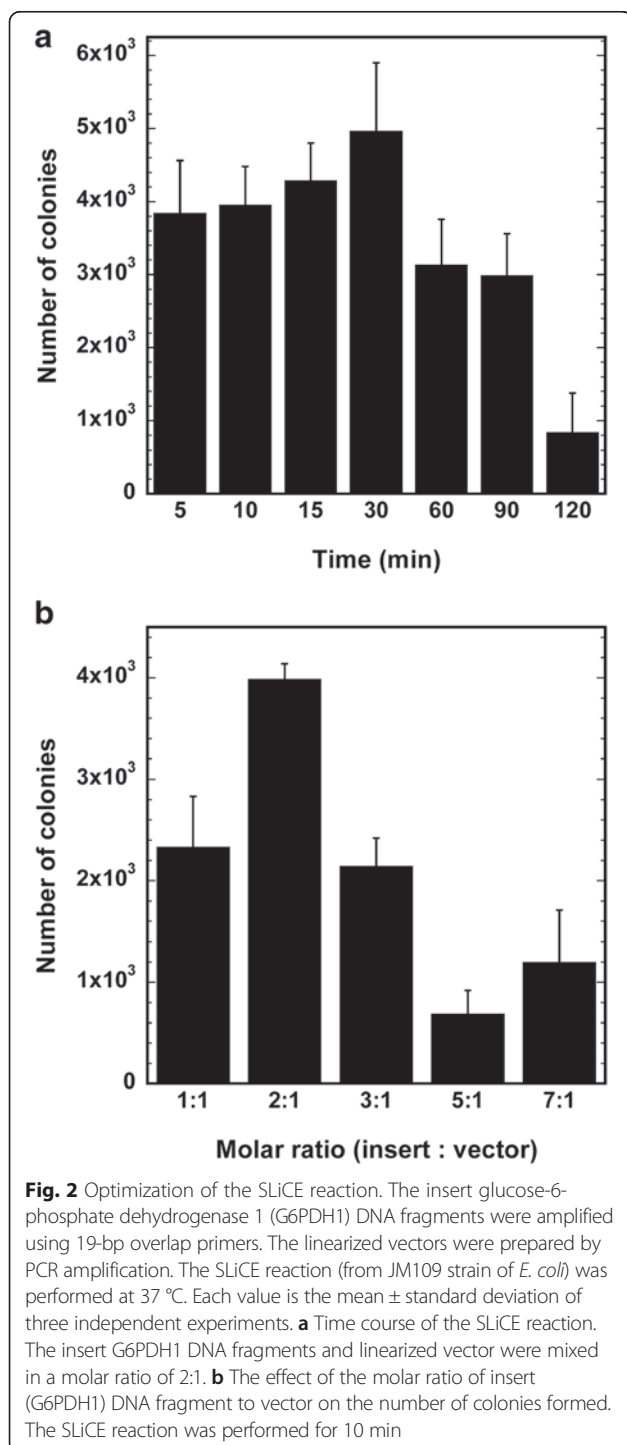 a
6x10³
5x10³
4x10³
3x10³
2x10³
1x10³
0
Number of colonies
5 10 15 30 60 90 120
Time (min)
b
4x10³
3x10³
2x10³
1x10³
0
Number of colonies
1:1 2:1 3:1 5:1 7:1
Molar ratio (insert : vector)
Fig. 2 Optimization of the SLiCE reaction. The insert glucose-6-
phosphate dehydrogenase 1 (G6PDH1) DNA fragments were amplified
using 19-bp overlap primers. The linearized vectors were prepared by
PCR amplification. The SLiCE reaction (from JM109 strain of E. coli) was
performed at 37 °C. Each value is the mean ± standard deviation of
three independent experiments. a Time course of the SLiCE reaction.
The insert G6PDH1 DNA fragments and linearized vector were mixed
in a molar ratio of 2:1. b The effect of the molar ratio of insert
(G6PDH1) DNA fragment to vector on the number of colonies formed.
The SLiCE reaction was performed for 10 min